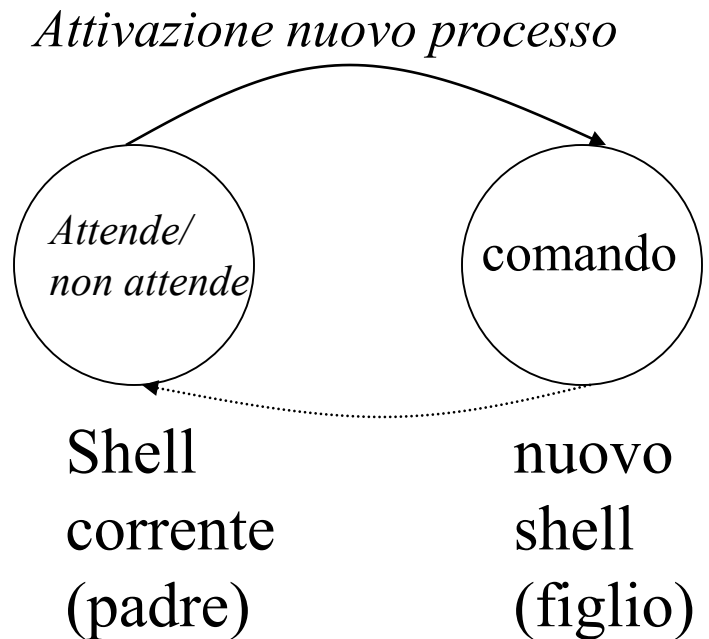 Attivazione nuovo processo
Attende/
non attende
comando
Shell
corrente
(padre)
nuovo
shell
(figlio)